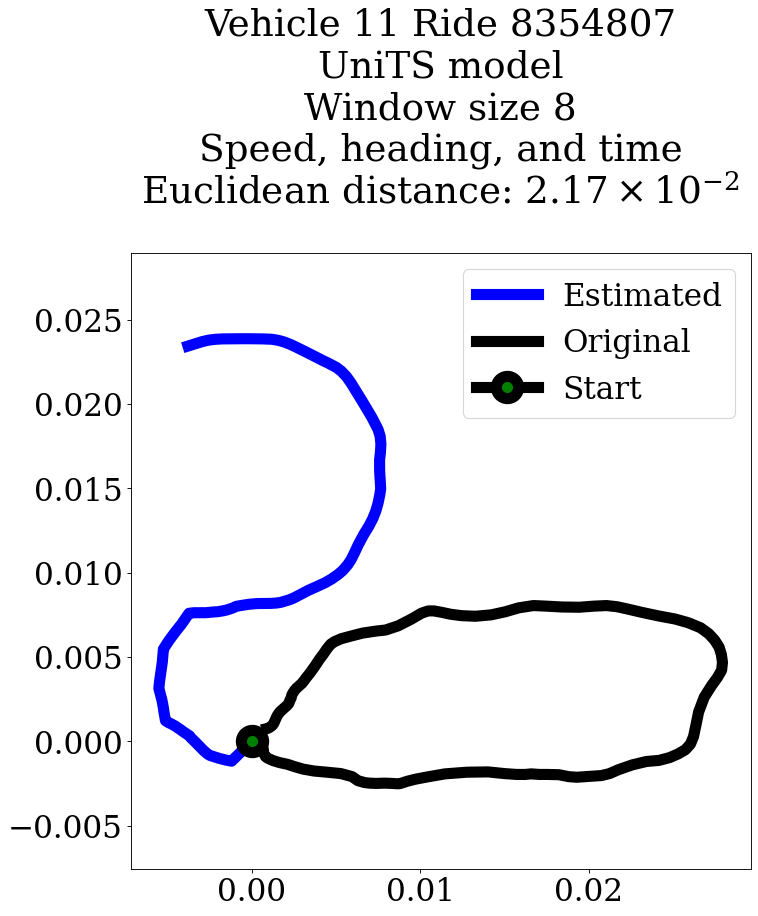 Vehicle 11 Ride 8354807
UniTS model
Window size 8
Speed, heading, and time
Euclidean distance: 2.17 × 10⁻²
Estimated
Original
Start
0.025
0.020
0.015
0.010
0.005
0.000
−0.005
0.00 0.01 0.02